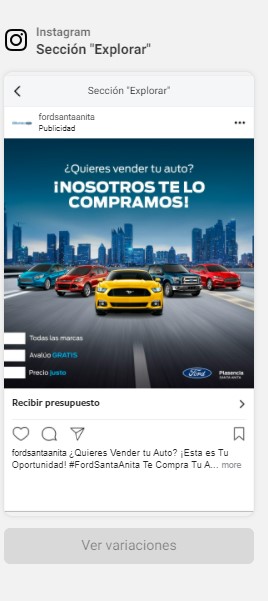 Instagram
Sección "Explorar"
Sección "Explorar"
fordsantaanita
Publicidad
¿Quieres vender tu auto?
¡NOSOTROS TE LO
COMPRAMOS!
Todas las marcas
Avalúo GRATIS
Precio justo
Ford
Plasencia
SANTA ANITA
Recibir presupuesto
fordsantaanita ¿Quieres Vender tu Auto? ¡Esta es Tu
Oportunidad! #FordSantaAnita Te Compra Tu A... more
Ver variaciones